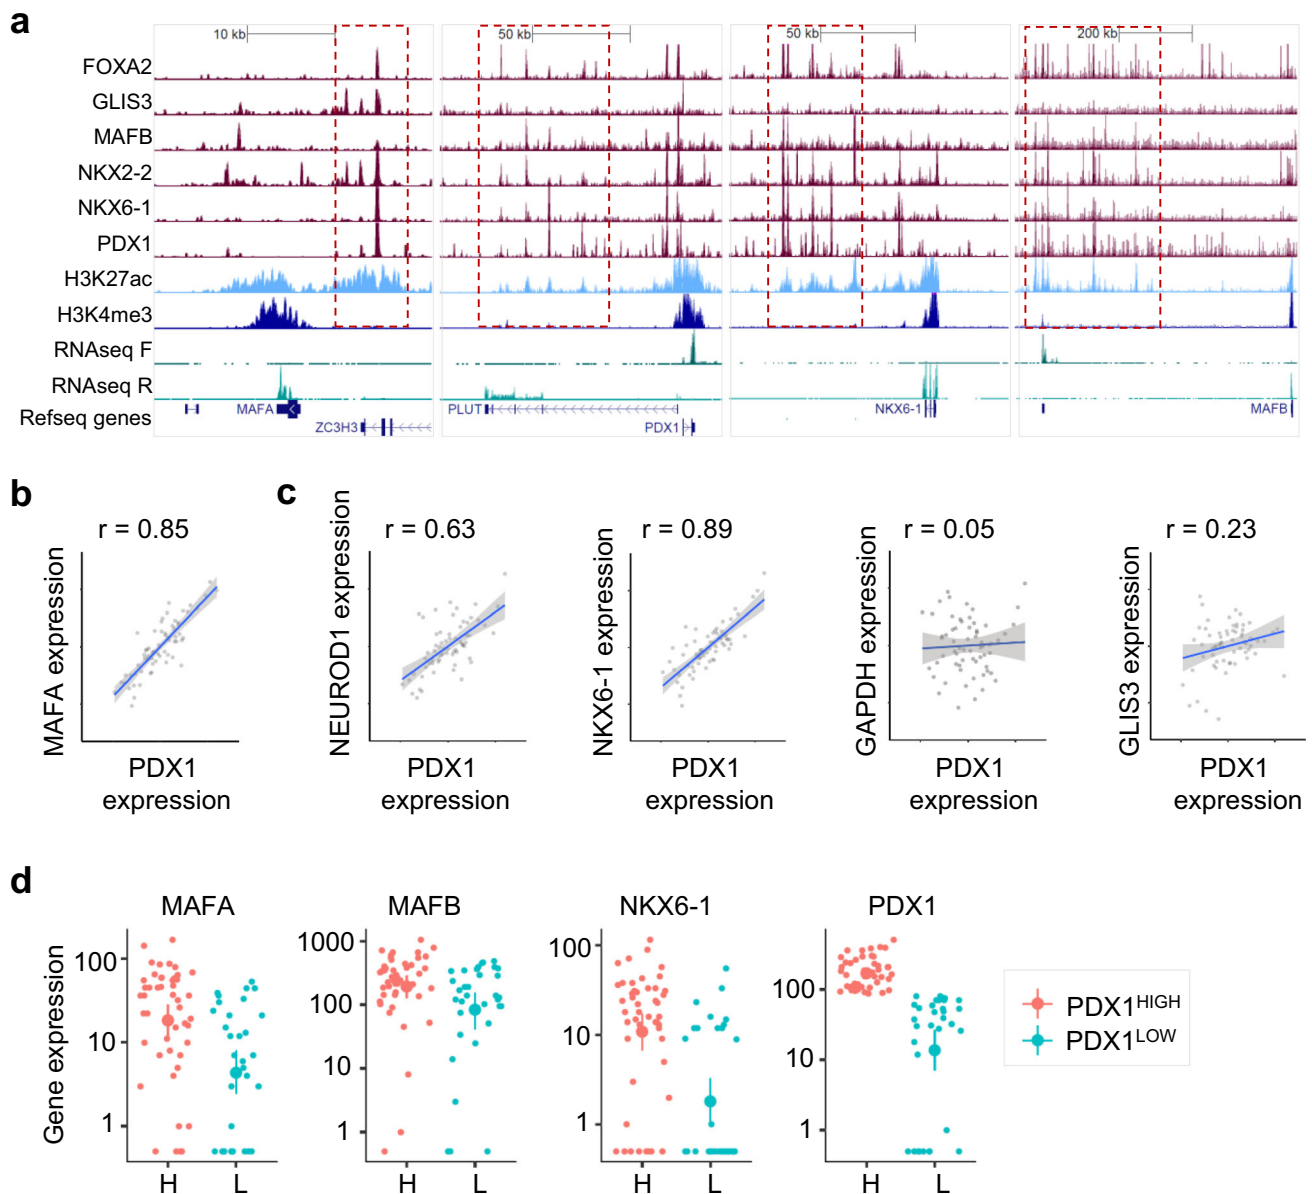 a
10 kb
50 kb
50 kb
200 kb
FOXA2
GLIS3
MAFB
NKX2-2
NKX6-1
PDX1
H3K27ac
H3K4me3
RNAseq F
RNAseq R
Refseq genes
MAFA
ZC3H3
PLUT
PDX1
NKX6-1
MAFB
b
r = 0.85
MAFA expression
PDX1
expression
c
r = 0.63
NEUROD1 expression
PDX1
expression
r = 0.89
NKX6-1 expression
PDX1
expression
r = 0.05
GAPDH expression
PDX1
expression
r = 0.23
GLIS3 expression
PDX1
expression
d
Gene expression
MAFA
100
10
1
H L
MAFB
1000
100
10
1
H L
NKX6-1
100
10
1
H L
PDX1
100
10
1
H L
PDX1HIGH
PDX1LOW